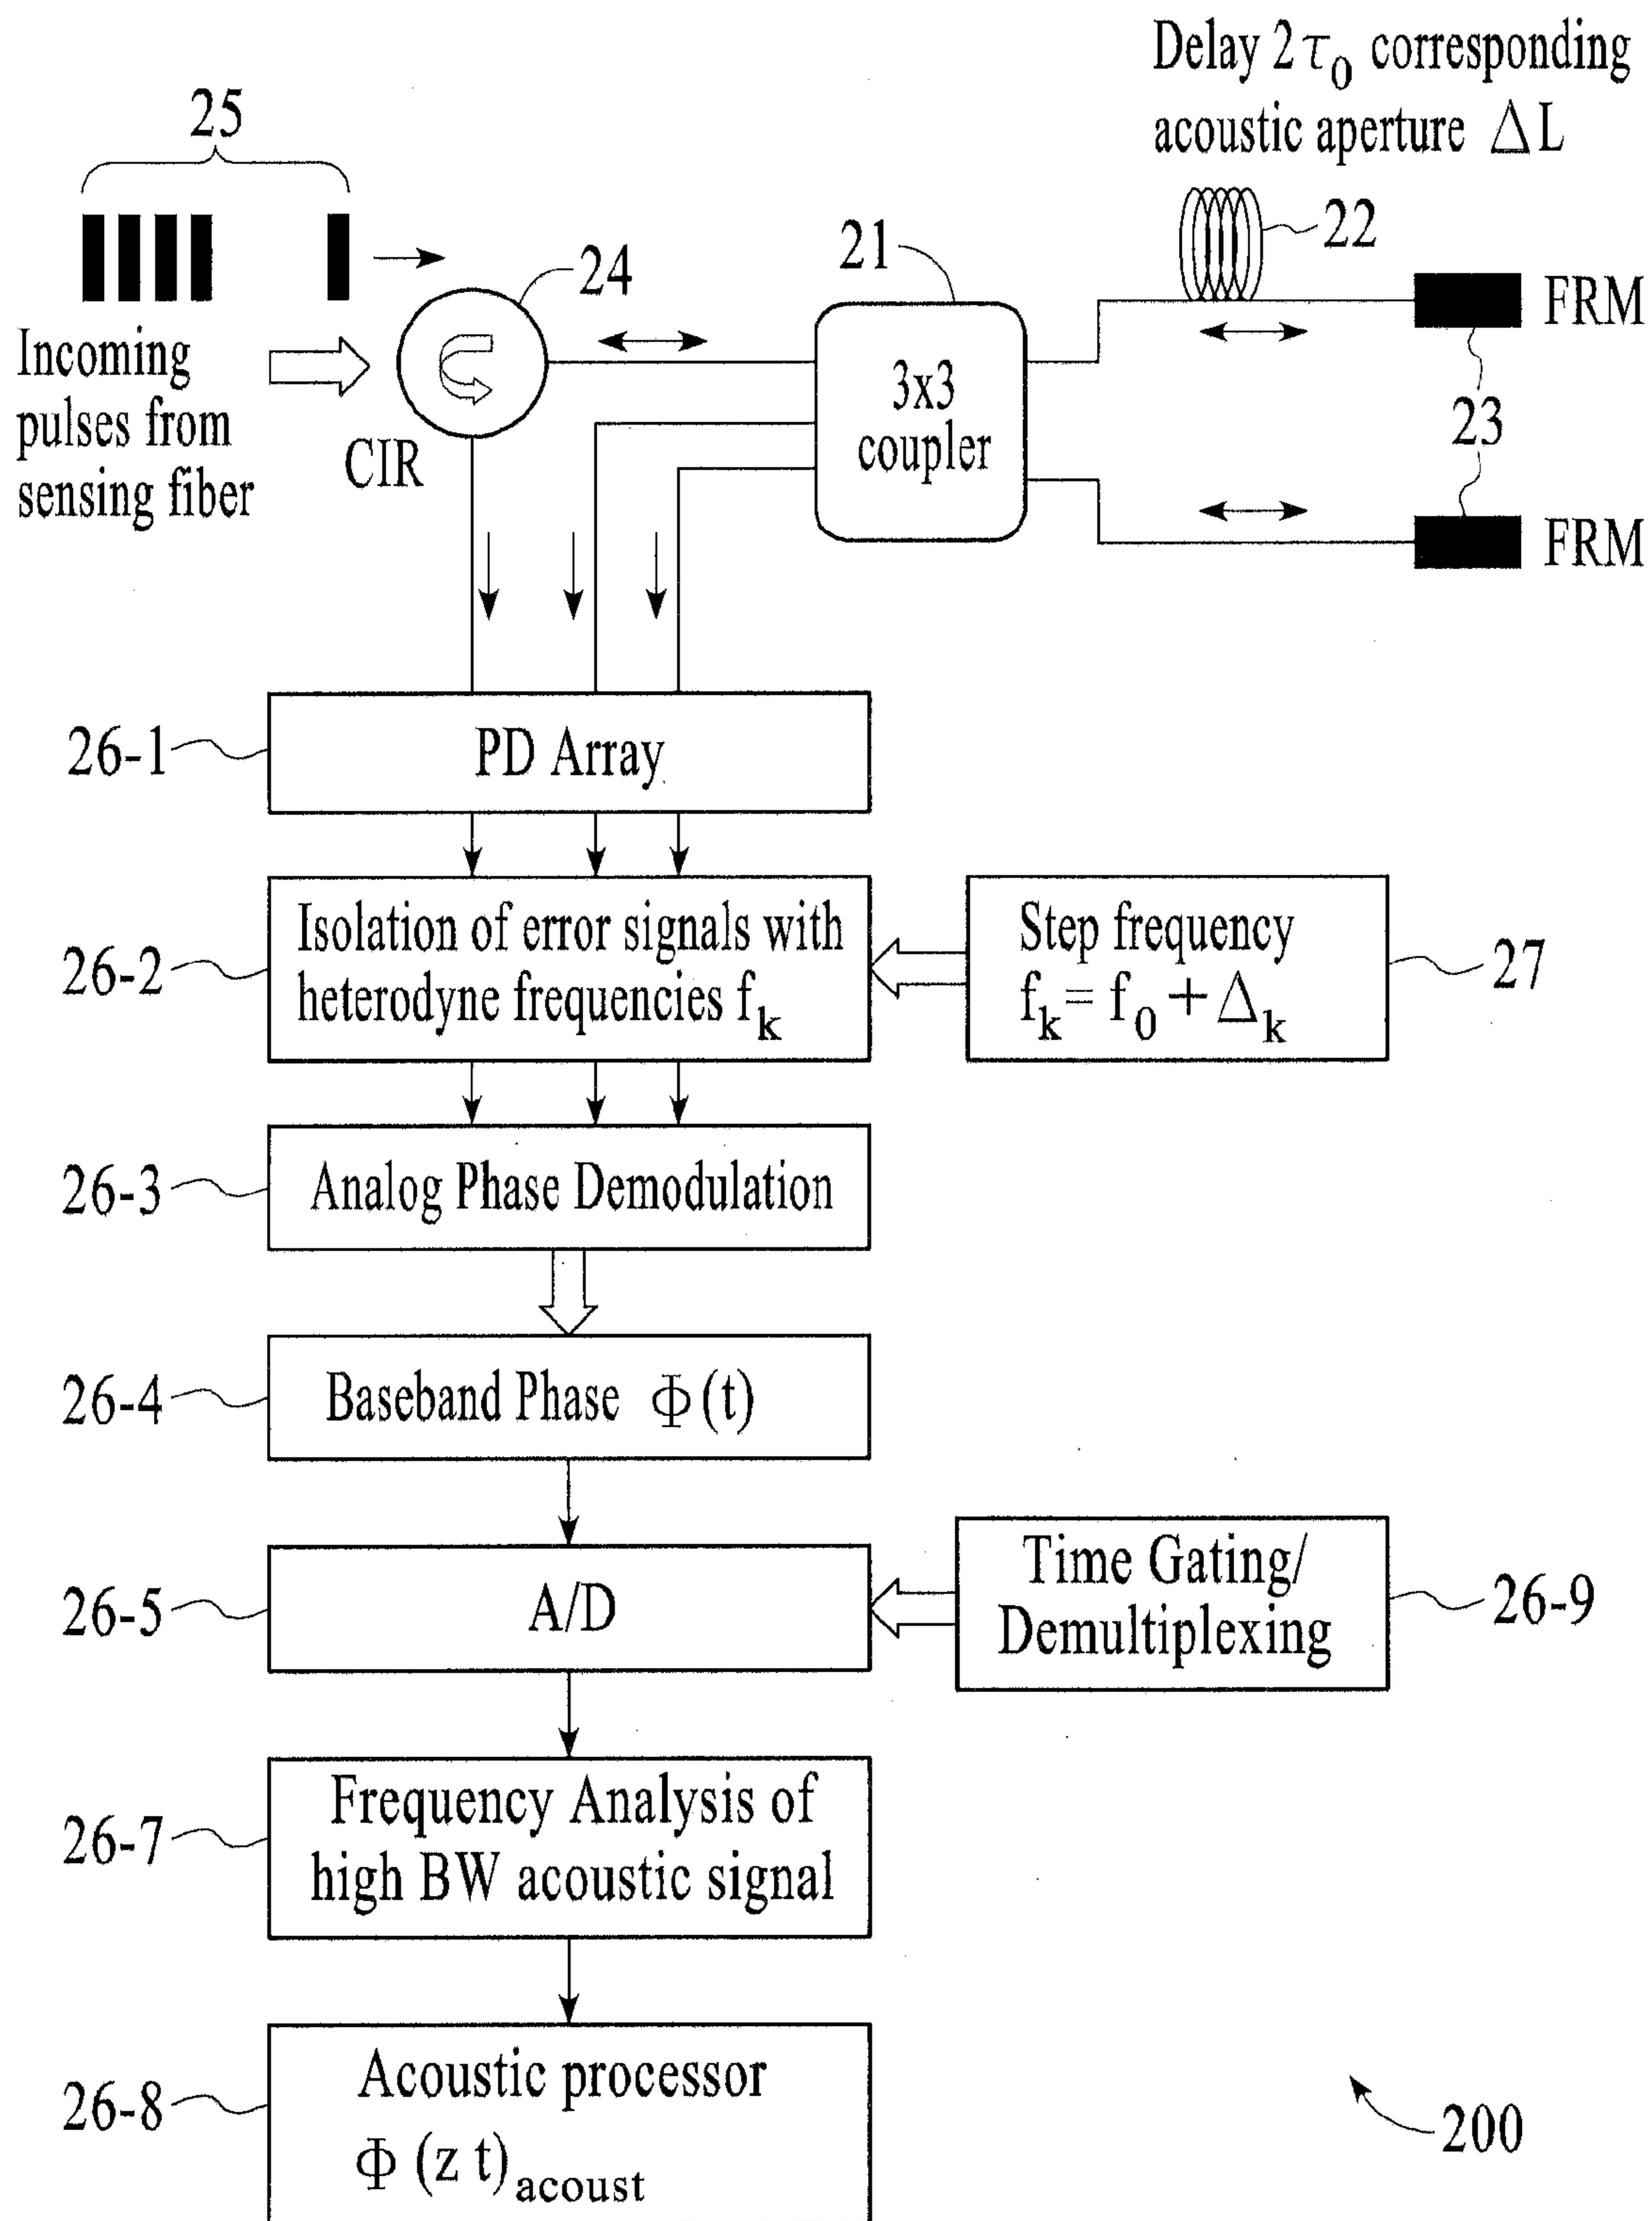 Delay 2τ0 corresponding
acoustic aperture ΔL
25
22
21
24
FRM
Incoming
pulses from
sensing fiber
CIR
3x3
coupler
23
FRM
26-1
PD Array
26-2
Isolation of error signals with
heterodyne frequencies fk
Step frequency
fk = f0 + Δk
27
26-3
Analog Phase Demodulation
26-4
Baseband Phase Φ(t)
26-5
A/D
Time Gating/
Demultiplexing
26-9
26-7
Frequency Analysis of
high BW acoustic signal
26-8
Acoustic processor
Φ (z t)acoust
200